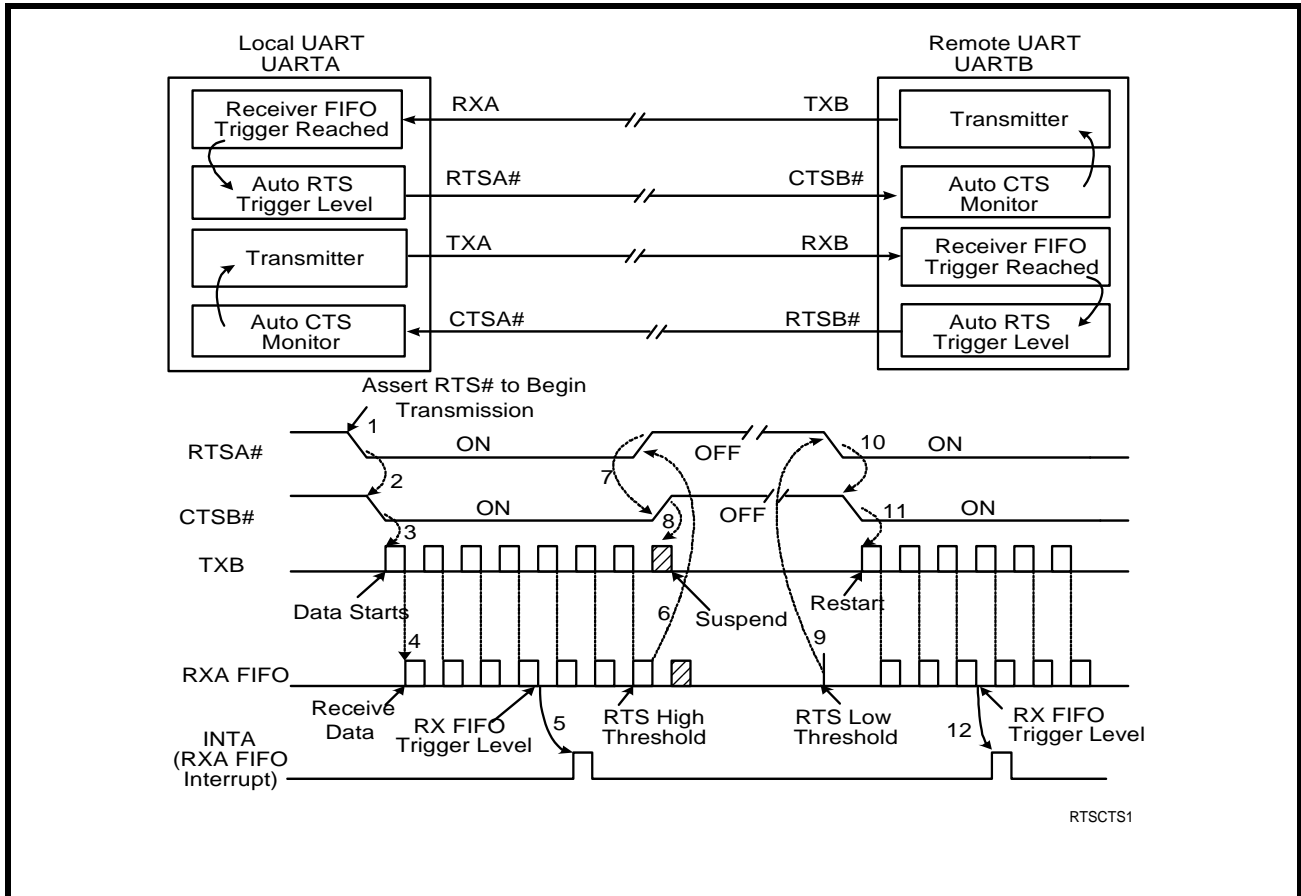 Local UART
UARTA
Remote UART
UARTB
Receiver FIFO
Trigger Reached
RXA
TXB
Transmitter
Auto RTS
Trigger Level
RTSA#
CTSB#
Auto CTS
Monitor
Transmitter
TXA
RXB
Receiver FIFO
Trigger Reached
Auto CTS
Monitor
CTSA#
RTSB#
Auto RTS
Trigger Level
Assert RTS# to Begin
Transmission
RTSA#
1
ON
OFF
10
ON
2
7
CTSB#
ON
OFF
ON
3
8
11
TXB
Data Starts
6
Suspend
Restart
4
9
RXA FIFO
Receive
Data
RX FIFO
Trigger Level
5
RTS High
Threshold
RTS Low
Threshold
12
RX FIFO
Trigger Level
INTA
(RXA FIFO
Interrupt)
RTSCTS1